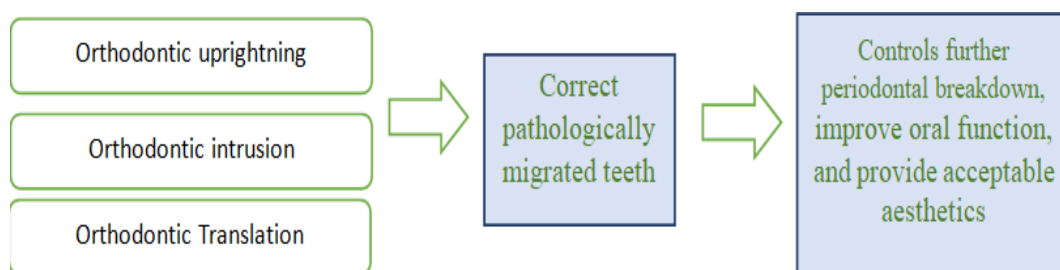 Orthodontic uprightning
Orthodontic intrusion
Orthodontic Translation
Correct
pathologically
migrated teeth
Controls further
periodontal breakdown,
improve oral function,
and provide acceptable
aesthetics